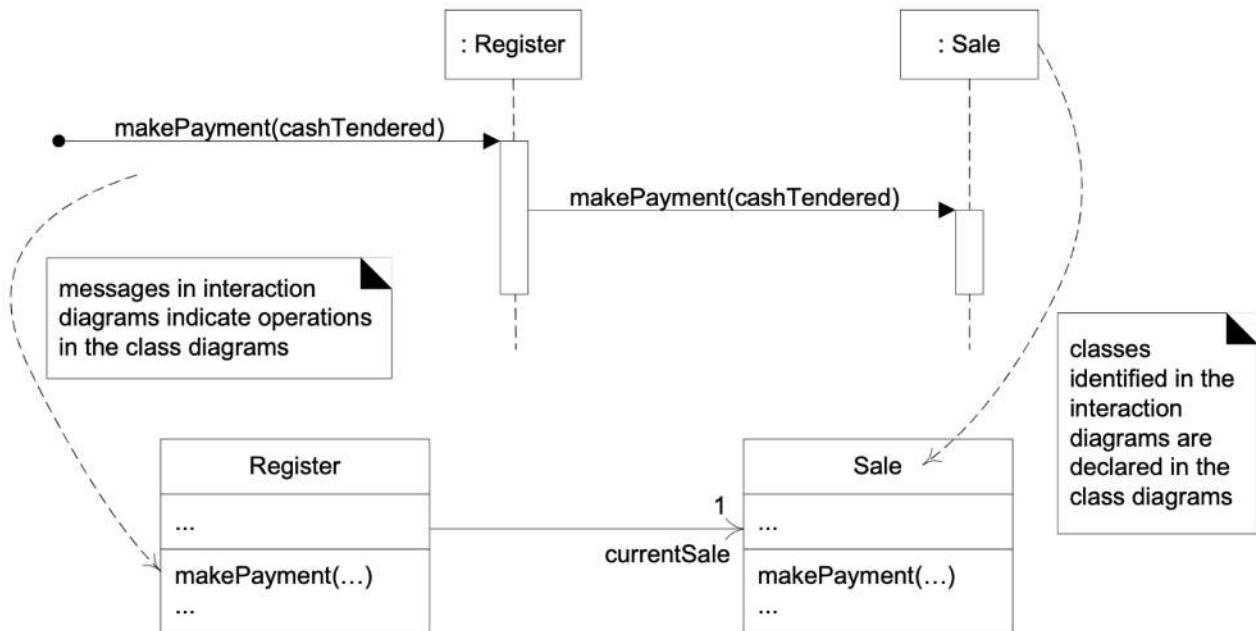 : Register
: Sale
makePayment(cashTendered)
makePayment(cashTendered)
messages in interaction
diagrams indicate operations
in the class diagrams
classes
identified in the
interaction
diagrams are
declared in the
class diagrams
Register
...
makePayment(…)
...
1
currentSale
Sale
...
makePayment(…)
...